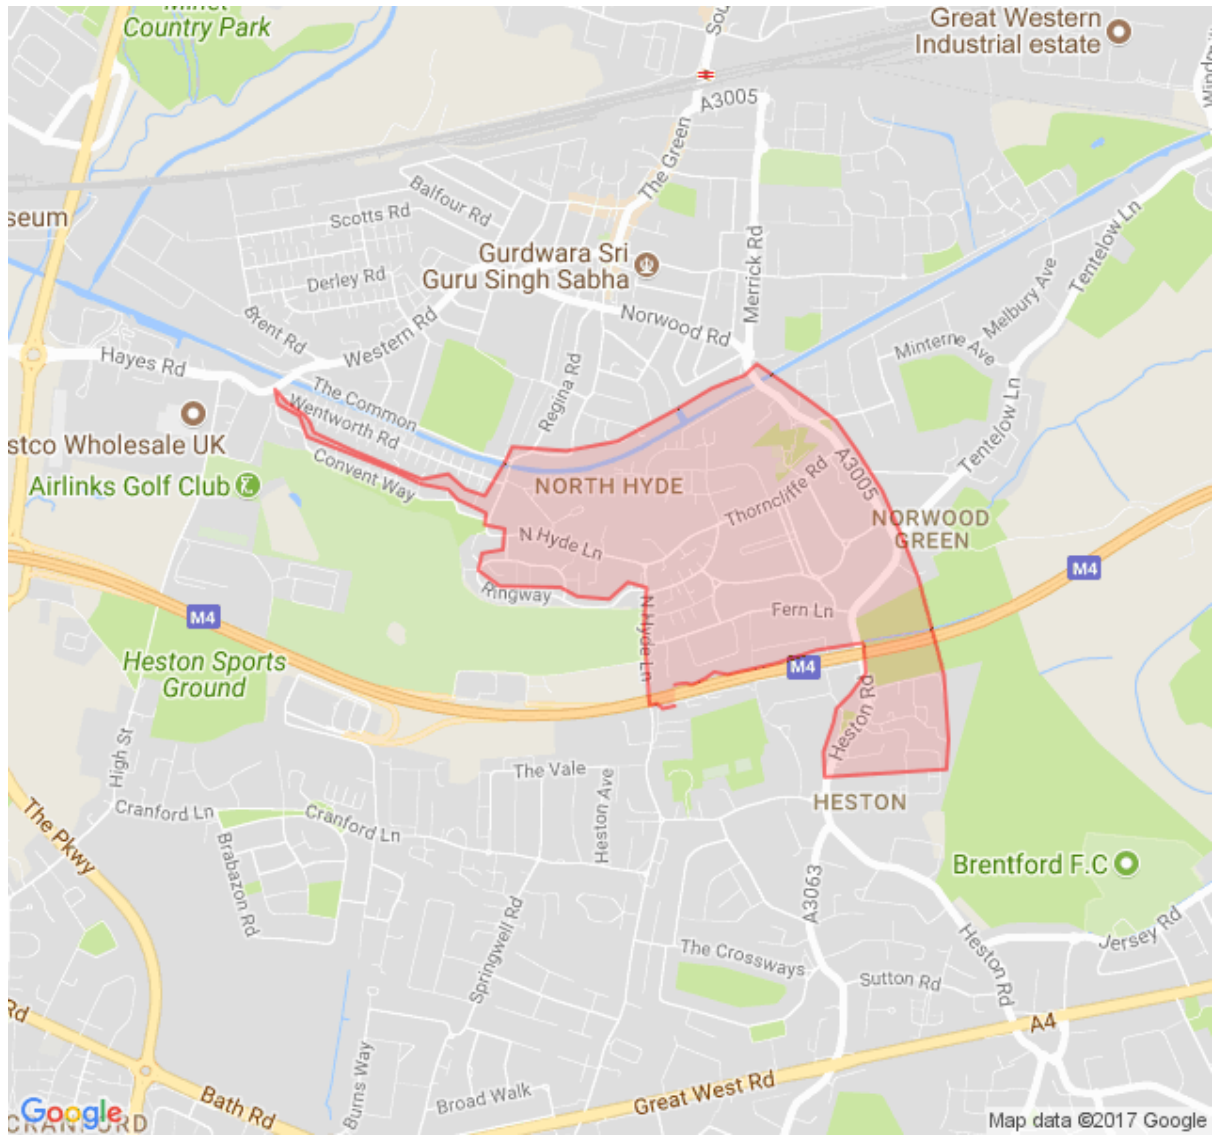 Minet
Country Park
Great Western
Industrial estate
A3005
The Green
Balfour Rd
Scotts Rd
seum
Gurdwara Sri
Guru Singh Sabha
Merrick Rd
Tentelow Ln
Derley Rd
Melbury Ave
Brent Rd
Norwood Rd
Minterne Ave
Western Rd
Hayes Rd
Regina Rd
The Common
Wentworth Rd
Tentelow Ln
stco Wholesale UK
Convent Way
Airlinks Golf Club
A3005
Thorncliffe Rd
NORTH HYDE
NORWOOD
GREEN
N Hyde Ln
M4
Ringway
Fern Ln
M4
N Hyde Ln
Heston Sports
Ground
M4
Heston Rd
High St
The Vale
Heston Ave
HESTON
Cranford Ln
Cranford Ln
The Pkwy
Brabazon Rd
Brentford F.C
A3063
Springwell Rd
Jersey Rd
The Crossways
Heston Rd
Sutton Rd
Rd
A4
Burns Way
Great West Rd
Broad Walk
Bath Rd
Google
CRANFORD
Map data ©2017 Google